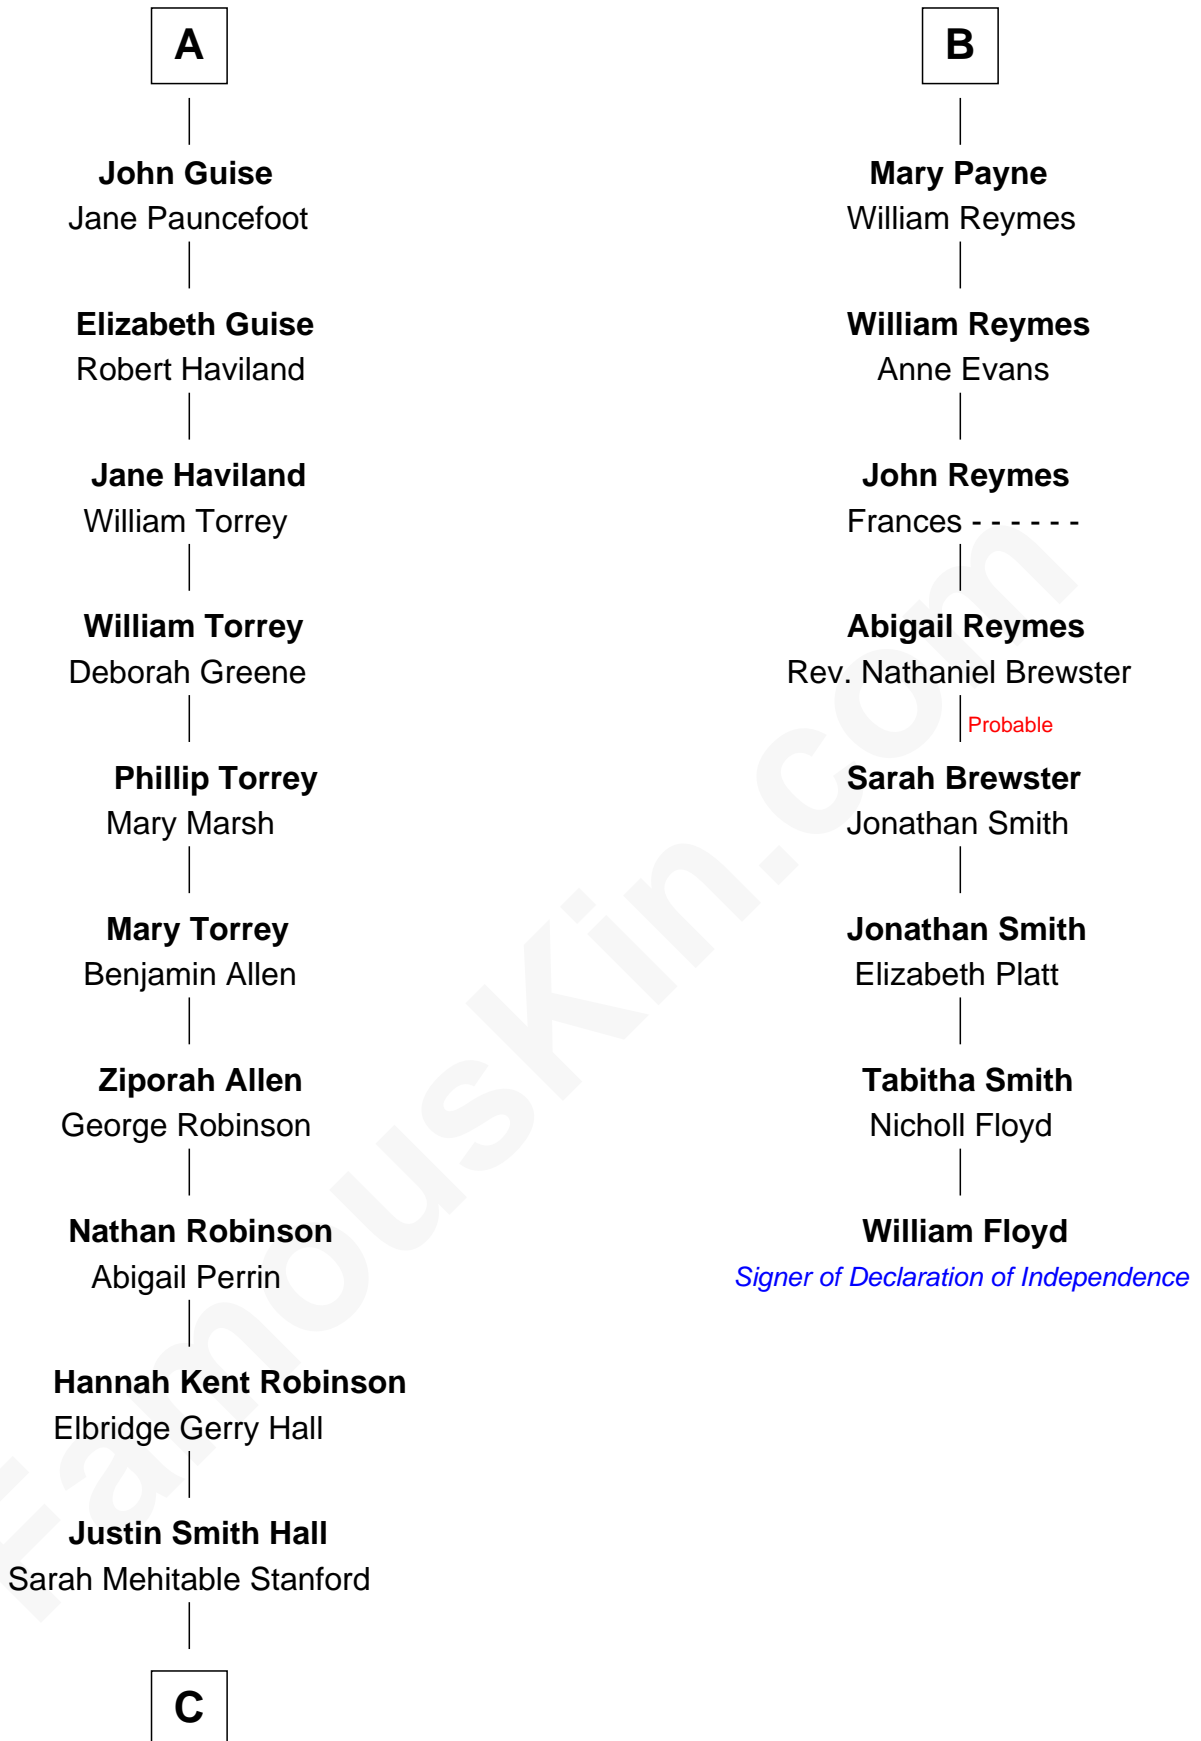 A
John Guise
Jane Pauncefoot
Elizabeth Guise
Robert Haviland
Jane Haviland
William Torrey
William Torrey
Deborah Greene
Phillip Torrey
Mary Marsh
Mary Torrey
Benjamin Allen
Ziporah Allen
George Robinson
Nathan Robinson
Abigail Perrin
Hannah Kent Robinson
Elbridge Gerry Hall
Justin Smith Hall
Sarah Mehitable Stanford
C
B
Mary Payne
William Reymes
William Reymes
Anne Evans
John Reymes
Frances - - - - - -
Abigail Reymes
Rev. Nathaniel Brewster
Probable
Sarah Brewster
Jonathan Smith
Jonathan Smith
Elizabeth Platt
Tabitha Smith
Nicholl Floyd
William Floyd
Signer of Declaration of Independence
FamousKin.com